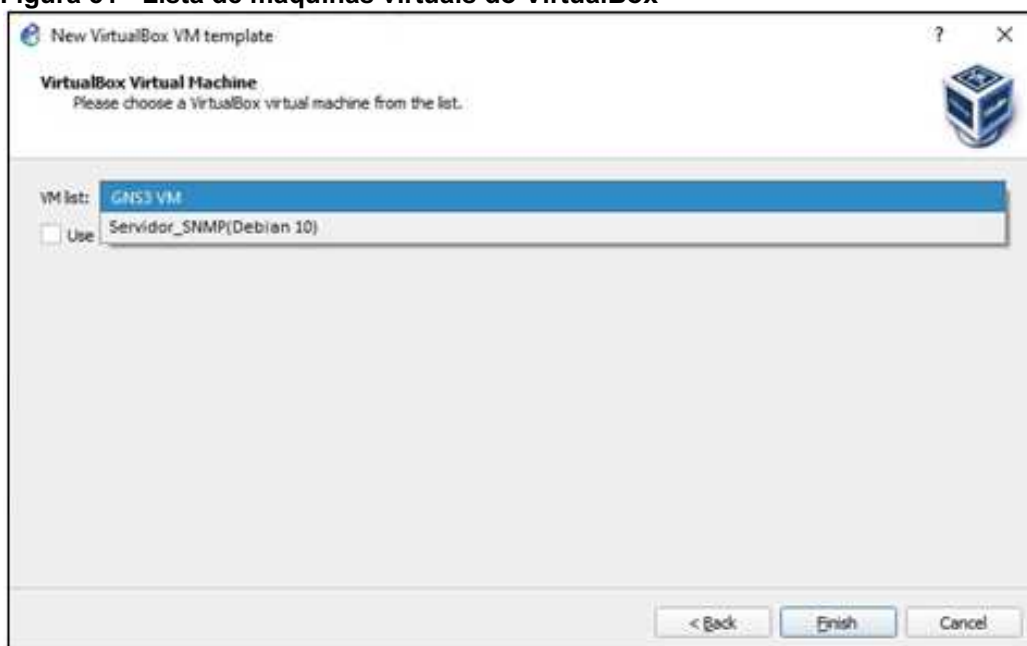 Figura 31 - Lista de máquinas virtuais do VirtualBox
New VirtualBox VM template
?
VirtualBox Virtual Machine
Please choose a VirtualBox virtual machine from the list.
VM list: GNS3 VM
Servidor_SNMP(Debian 10)
Use
< Back Finish Cancel